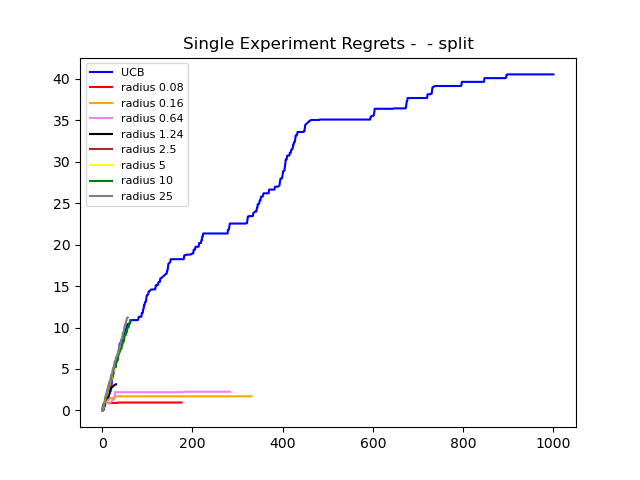 Single Experiment Regrets -  - split
UCB
radius 0.08
radius 0.16
radius 0.64
radius 1.24
radius 2.5
radius 5
radius 10
radius 25
40
35
30
25
20
15
10
5
0
0 200 400 600 800 1000